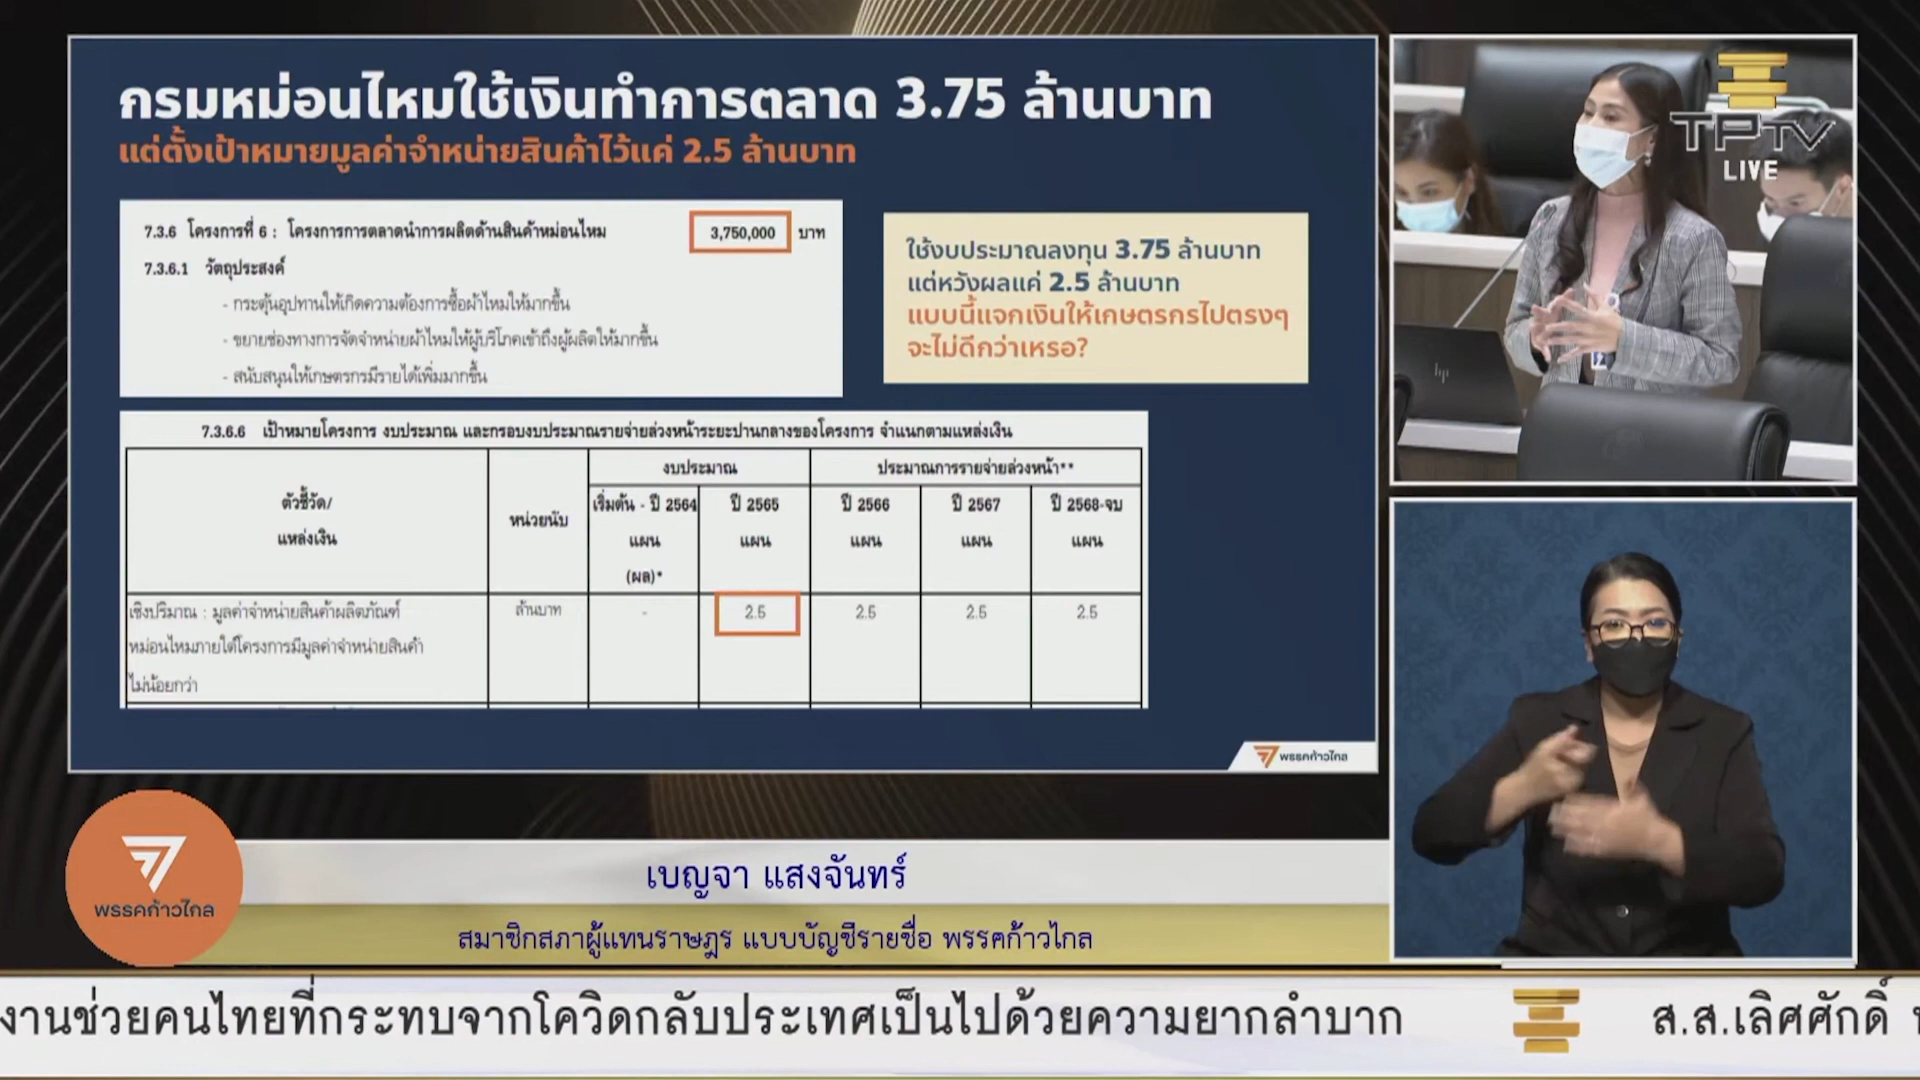 กรมหม่อนไหมใช้เงินทำการตลาด 3.75 ล้านบาท
แต่ตั้งเป้าหมายมูลค่าจำหน่ายสินค้าไว้แค่ 2.5 ล้านบาท
7.3.6 โครงการที่ 6 : โครงการการตลาดนำการผลิตด้านสินค้าหม่อนไหม 3,750,000 บาท
7.3.6.1 วัตถุประสงค์
- กระตุ้นอุปทานให้เกิดความต้องการซื้อผ้าไหมให้มากขึ้น
- ขยายช่องทางการจัดจำหน่ายผ้าไหมให้ผู้บริโภคเข้าถึงผู้ผลิตให้มากขึ้น
- สนับสนุนให้เกษตรกรมีรายได้เพิ่มมากขึ้น
ใช้งบประมาณลงทุน 3.75 ล้านบาท
แต่หวังผลแค่ 2.5 ล้านบาท
แบบนี้แจกเงินให้เกษตรกรไปตรงๆ
จะไม่ดีกว่าเหรอ?
7.3.6.6 เป้าหมายโครงการ งบประมาณ และกรอบงบประมาณรายจ่ายล่วงหน้าระยะปานกลางของโครงการ จำแนกตามแหล่งเงิน
ตัวชี้วัด/
แหล่งเงิน
หน่วยนับ
งบประมาณ
ประมาณการรายจ่ายล่วงหน้า**
เริ่มต้น - ปี 2564
แผน
(ผล)*
ปี 2565
แผน
ปี 2566
แผน
ปี 2567
แผน
ปี 2568-จบ
แผน
เชิงปริมาณ : มูลค่าจำหน่ายสินค้าผลิตภัณฑ์
หม่อนไหมภายใต้โครงการมีมูลค่าจำหน่ายสินค้า
ไม่น้อยกว่า
ล้านบาท - 2.5 2.5 2.5 2.5
พรรคก้าวไกล
TPTV
LIVE
hp
พรรคก้าวไกล
เบญจา แสงจันทร์
สมาชิกสภาผู้แทนราษฎร แบบบัญชีรายชื่อ พรรคก้าวไกล
งานช่วยคนไทยที่กระทบจากโควิดกลับประเทศเป็นไปด้วยความยากลำบาก
ส.ส.เลิศศักดิ์